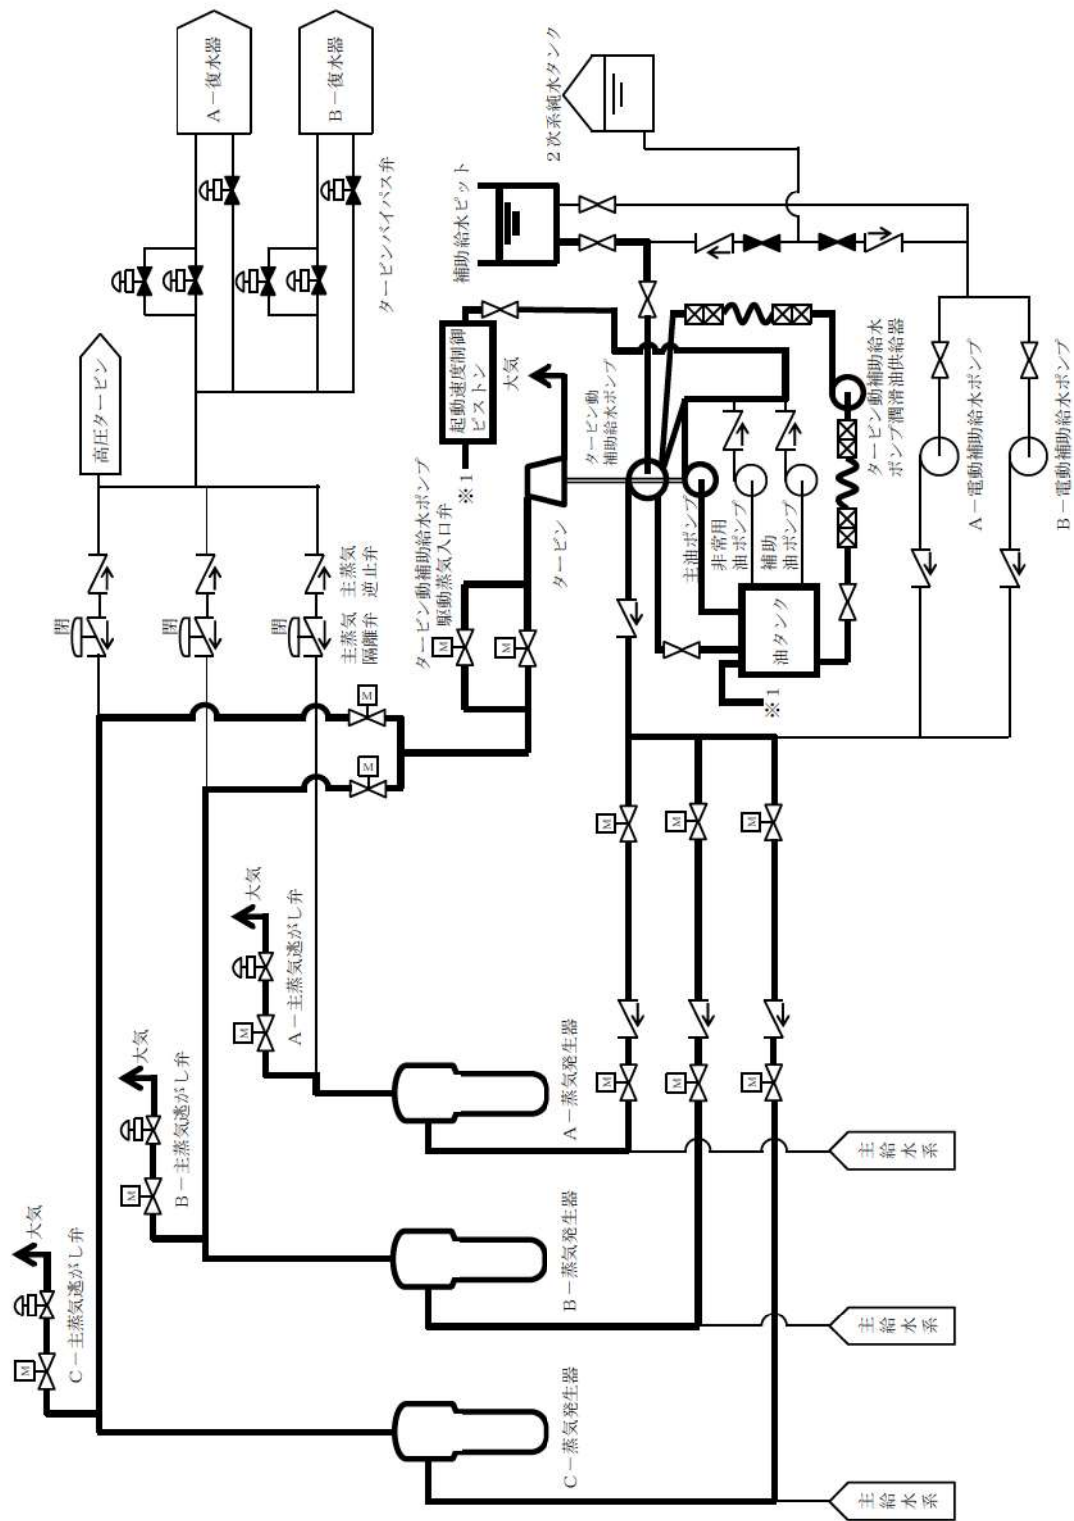 C－主蒸気逃がし弁
大気
M
B－主蒸気逃がし弁
大気
M
A－主蒸気逃がし弁
大気
M
閉
閉
閉
主蒸気
隔離弁
主蒸気
逆止弁
高圧タービン
A－復水器
B－復水器
タービンバイパス弁
M
M
タービン動補助給水ポンプ
駆動蒸気入口弁
M
M
タービン
大気
※1
起動速度制御
ピストン
補助給水ピット
2次系純水タンク
タービン動
補助給水ポンプ
主油ポンプ
非常用
油ポンプ
補助
油ポンプ
油タンク
※1
タービン動補助給水
ポンプ潤滑油供給器
A－電動補助給水ポンプ
B－電動補助給水ポンプ
C－蒸気発生器
B－蒸気発生器
A－蒸気発生器
M
M
M
M
M
M
主給水系
主給水系
主給水系